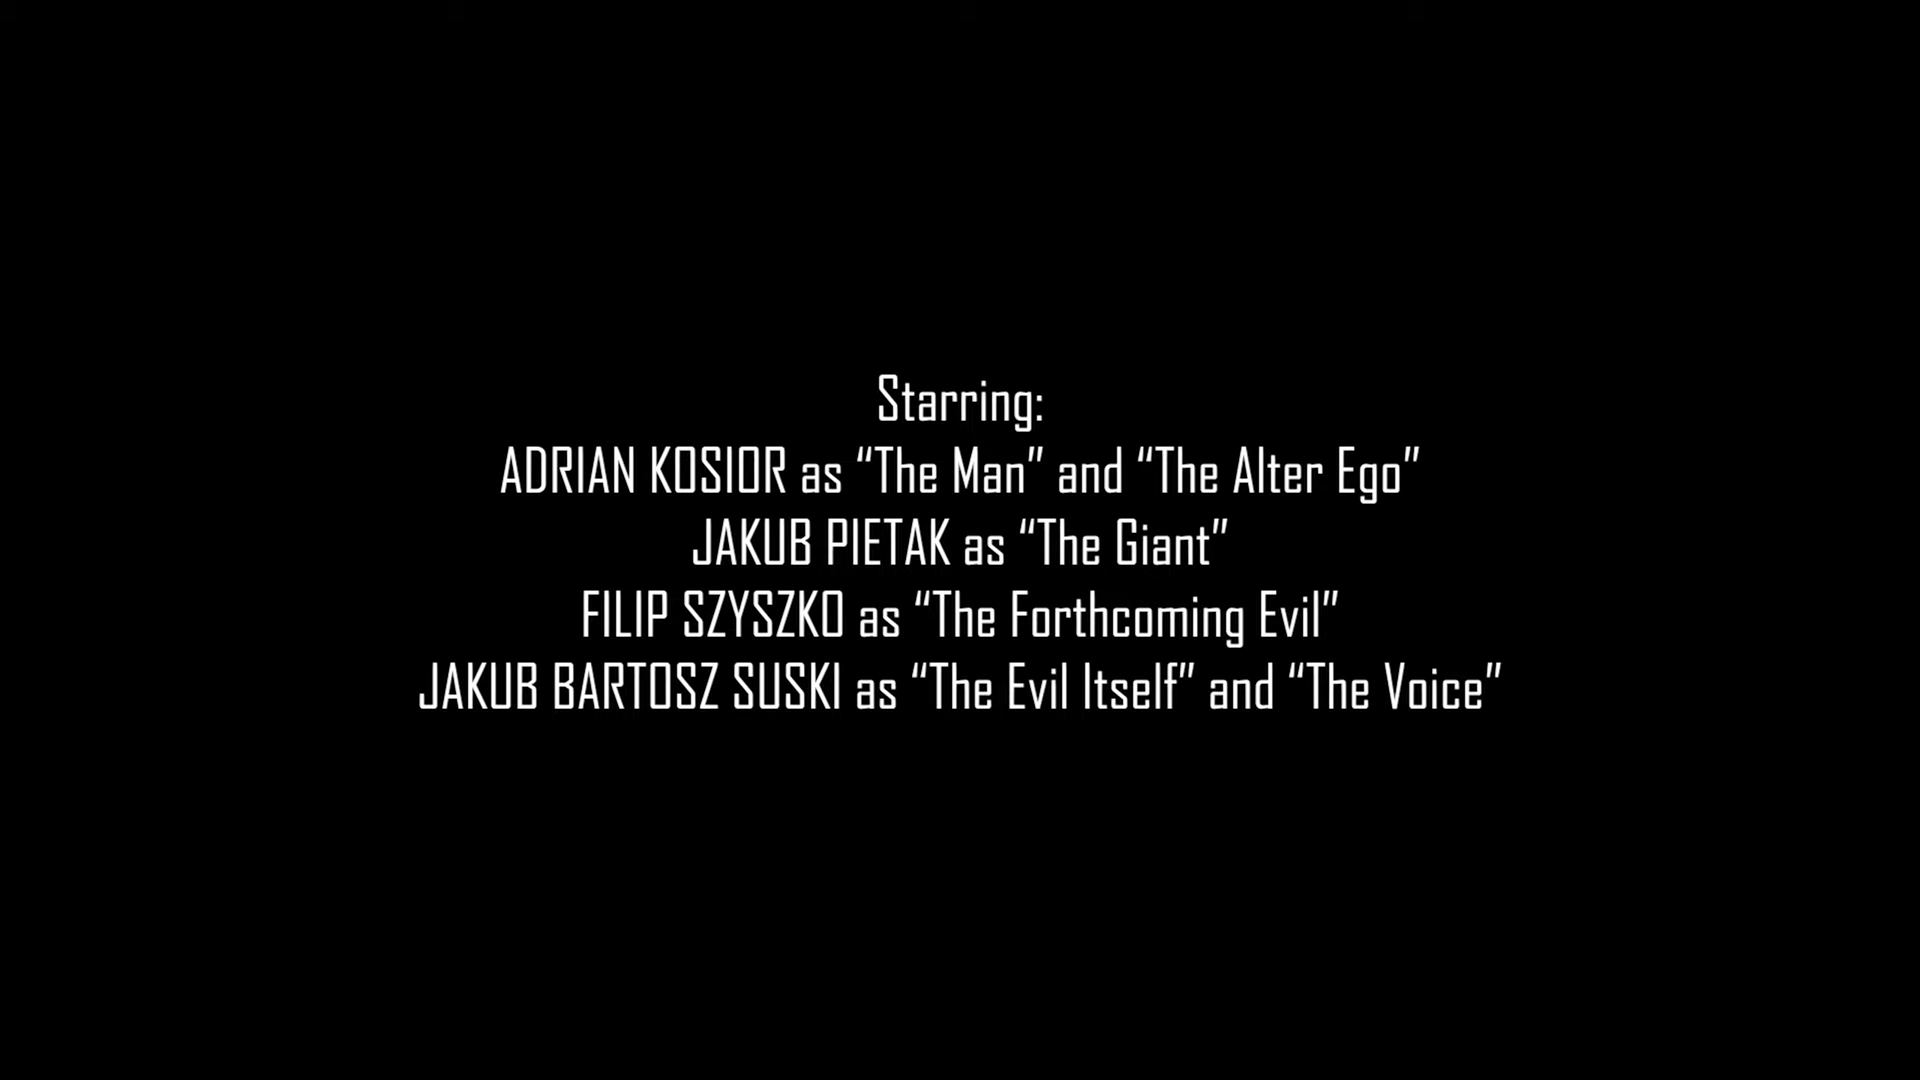 Starring:
ADRIAN KOSIOR as “The Man” and “The Alter Ego”
JAKUB PIETAK as “The Giant”
FILIP SZYSZKO as “The Forthcoming Evil”
JAKUB BARTOSZ SUSKI as “The Evil Itself” and “The Voice”